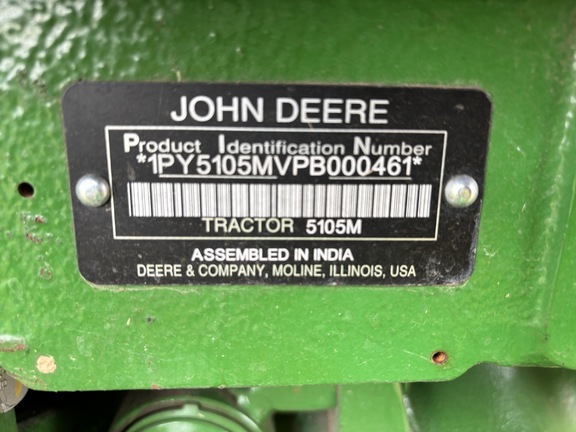 JOHN DEERE
Product Identification Number
*1PY5105MVPB000461*
TRACTOR 5105M
ASSEMBLED IN INDIA
DEERE & COMPANY, MOLINE, ILLINOIS, USA